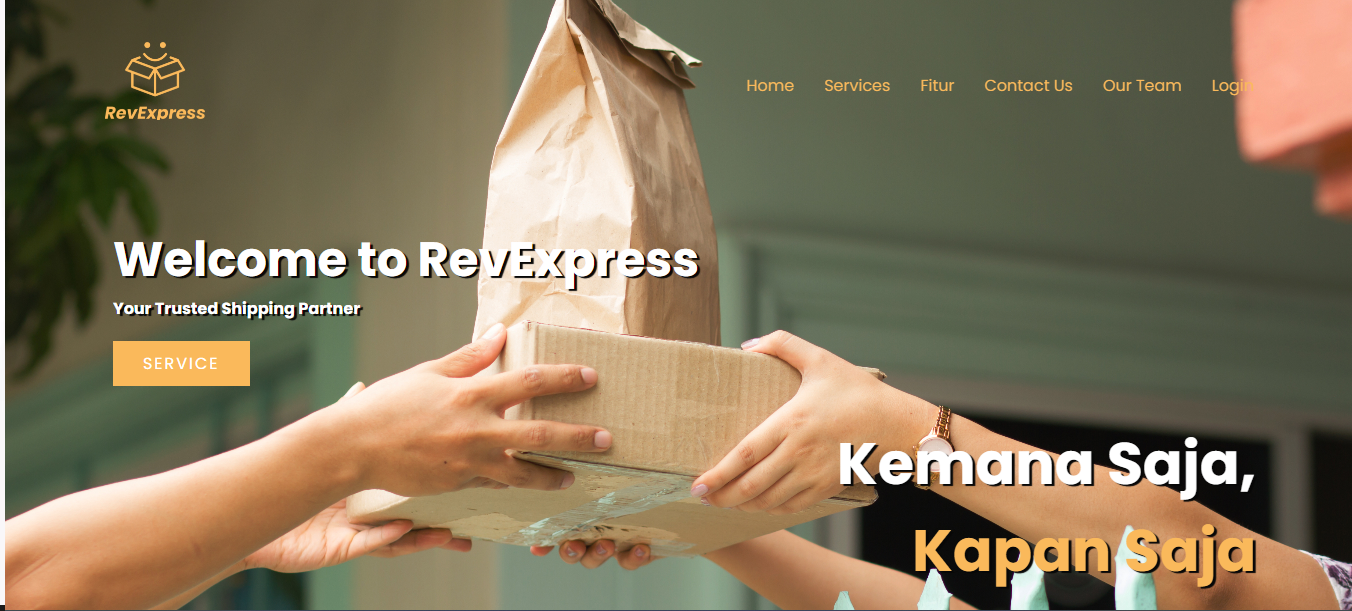 RevExpress
Home Services Fitur Contact Us Our Team Login
Welcome to RevExpress
Your Trusted Shipping Partner
SERVICE
Kemana Saja,
Kapan Saja